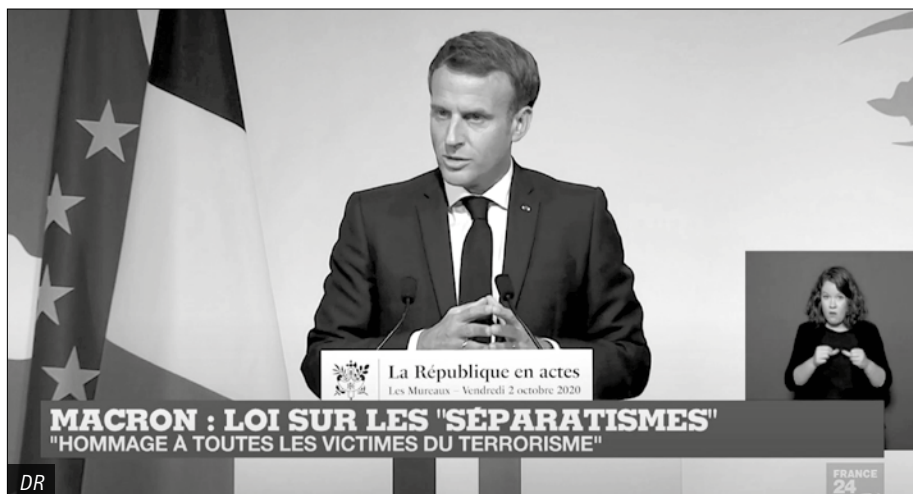 La République en actes
Les Mureaux – Vendredi 2 octobre 2020
MACRON : LOI SUR LES "SÉPARATISMES"
"HOMMAGE À TOUTES LES VICTIMES DU TERRORISME"
DR
FRANCE
24